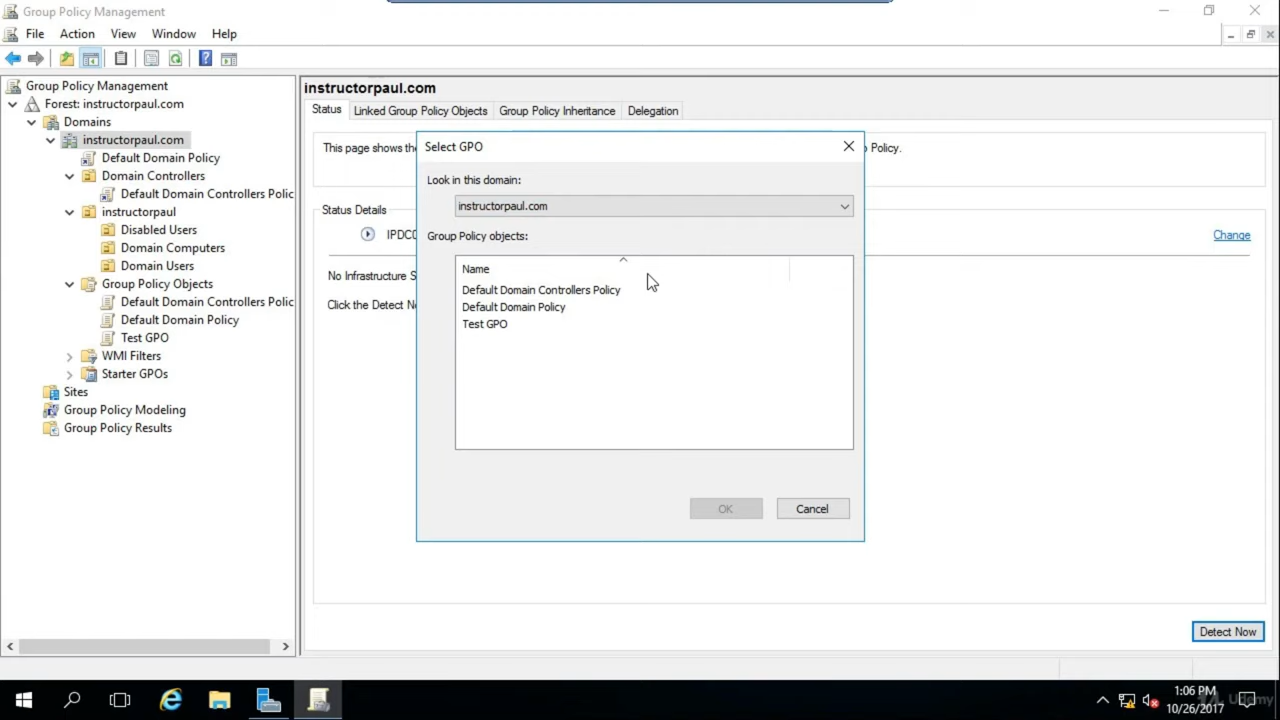 Group Policy Management
File Action View Window Help
Group Policy Management
Forest: instructorpaul.com
Domains
instructorpaul.com
Default Domain Policy
Domain Controllers
Default Domain Controllers Polic
instructorpaul
Disabled Users
Domain Computers
Domain Users
Group Policy Objects
Default Domain Controllers Polic
Default Domain Policy
Test GPO
WMI Filters
Starter GPOs
Sites
Group Policy Modeling
Group Policy Results
instructorpaul.com
Status Linked Group Policy Objects Group Policy Inheritance Delegation
This page shows the Policy.
Status Details
IPDC0 Change
No Infrastructure S
Click the Detect N
Select GPO
Look in this domain:
instructorpaul.com
Group Policy objects:
Name
Default Domain Controllers Policy
Default Domain Policy
Test GPO
OK Cancel
Detect Now
1:06 PM
10/26/2017
Udemy